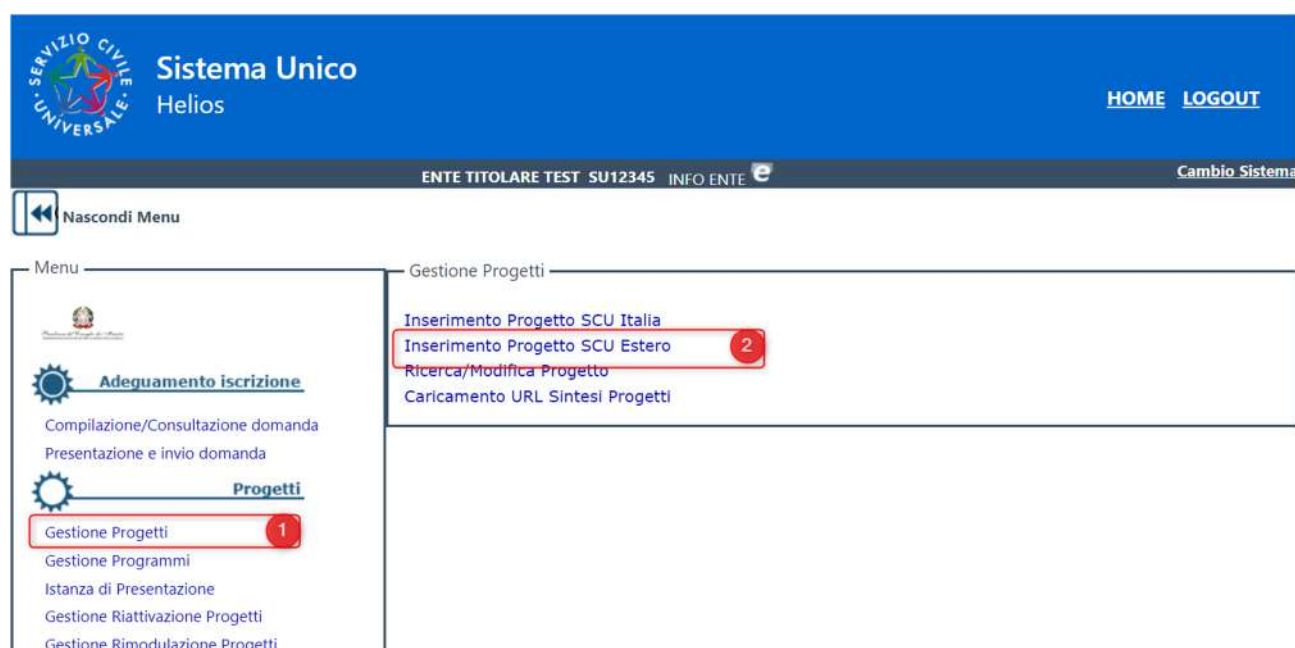 SERVIZIO CIVILE UNIVERSALE
Sistema Unico
Helios
HOME LOGOUT
ENTE TITOLARE TEST SU12345 INFO ENTE
Cambio Sistema
Nascondi Menu
Menu
Adeguamento iscrizione
Compilazione/Consultazione domanda
Presentazione e invio domanda
Progetti
Gestione Progetti 1
Gestione Programmi
Istanza di Presentazione
Gestione Riattivazione Progetti
Gestione Rimodulazione Progetti
Gestione Progetti
Inserimento Progetto SCU Italia
Inserimento Progetto SCU Estero 2
Ricerca/Modifica Progetto
Caricamento URL Sintesi Progetti